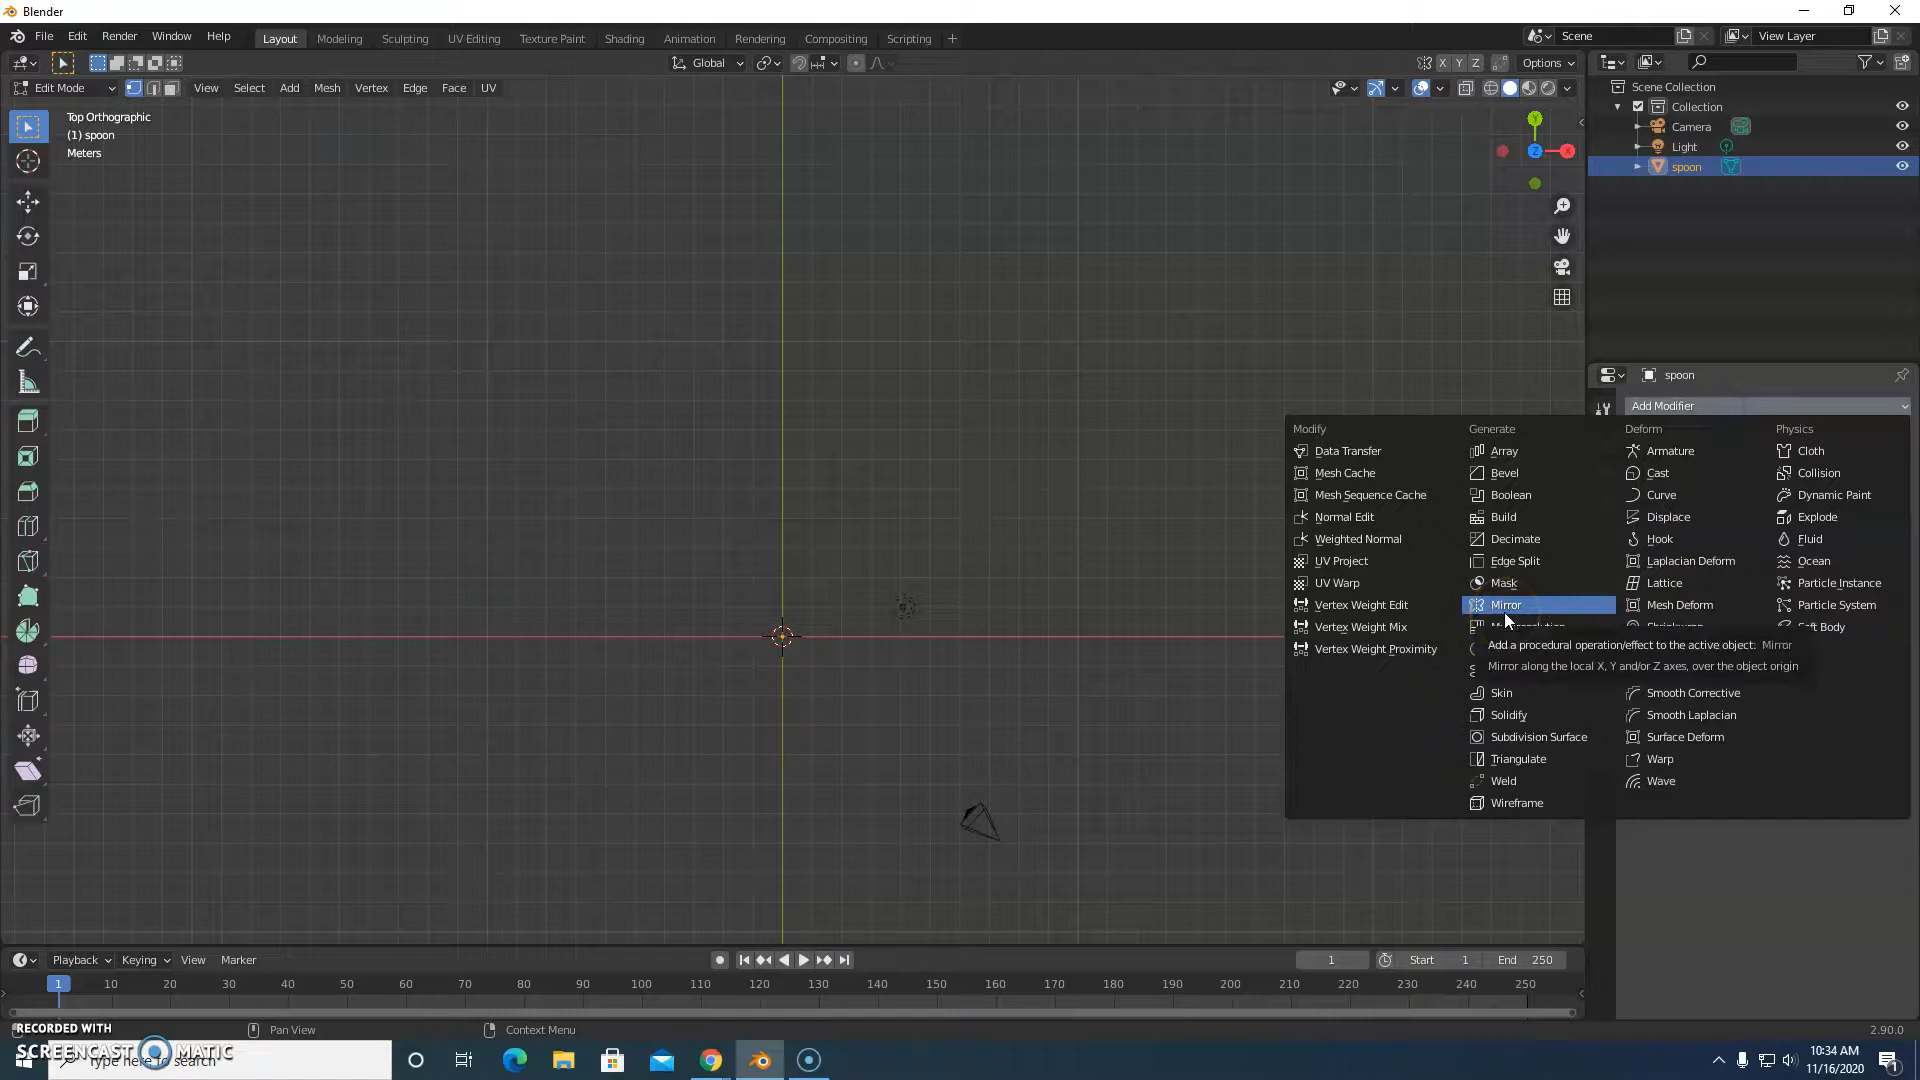 Blender
File Edit Render Window Help
Layout Modeling Sculpting UV Editing Texture Paint Shading Animation Rendering Compositing Scripting
Scene View Layer
Global X Y Z Options
Edit Mode View Select Add Mesh Vertex Edge Face UV
Top Orthographic
(1) spoon
Meters
Y
Z X
Scene Collection
Collection
Camera
Light
spoon
spoon
Add Modifier
Modify Generate Deform Physics
Data Transfer Array Armature Cloth
Mesh Cache Bevel Cast Collision
Mesh Sequence Cache Boolean Curve Dynamic Paint
Normal Edit Build Displace Explode
Weighted Normal Decimate Hook Fluid
UV Project Edge Split Laplacian Deform Ocean
UV Warp Mask Lattice Particle Instance
Vertex Weight Edit Mirror Mesh Deform Particle System
Vertex Weight Mix Soft Body
Vertex Weight Proximity
Add a procedural operation/effect to the active object: Mirror
Mirror along the local X, Y and/or Z axes, over the object origin
Skin Smooth Corrective
Solidify Smooth Laplacian
Subdivision Surface Surface Deform
Triangulate Warp
Weld Wave
Wireframe
Playback Keying View Marker 1 Start 1 End 250
1 10 20 30 40 50 60 70 80 90 100 110 120 130 140 150 160 170 180 190 200 210 220 230 240 250
Pan View Context Menu 2.90.0
RECORDED WITH
SCREENCAST MATIC
Type here to search
10:34 AM
11/16/2020
1